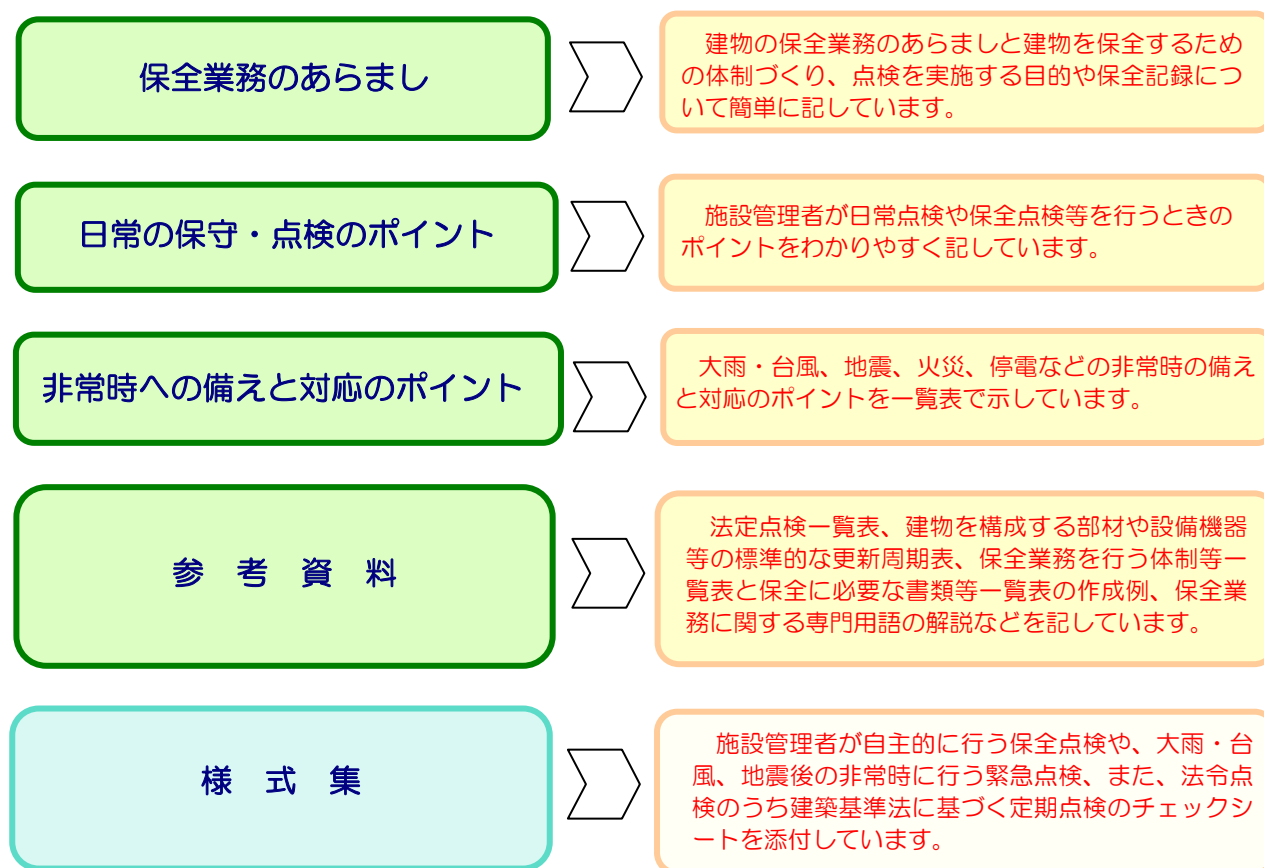 保全業務のあらまし
建物の保全業務のあらましと建物を保全するため
の体制づくり、点検を実施する目的や保全記録につ
いて簡単に記しています。
日常の保守・点検のポイント
施設管理者が日常点検や保全点検等を行うときの
ポイントをわかりやすく記しています。
非常時への備えと対応のポイント
大雨・台風、地震、火災、停電などの非常時の備え
と対応のポイントを一覧表で示しています。
参　考　資　料
法定点検一覧表、建物を構成する部材や設備機器
等の標準的な更新周期表、保全業務を行う体制等一
覧表と保全に必要な書類等一覧表の作成例、保全業
務に関する専門用語の解説などを記しています。
様　式　集
施設管理者が自主的に行う保全点検や、大雨・台
風、地震後の非常時に行う緊急点検、また、法令点
検のうち建築基準法に基づく定期点検のチェックシ
ートを添付しています。